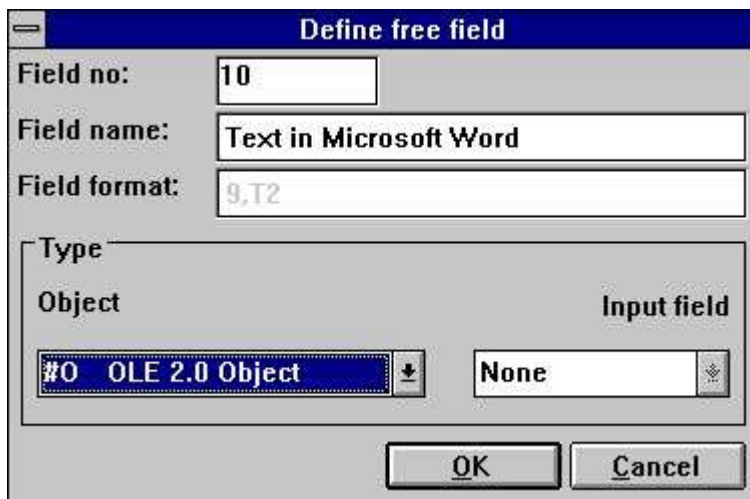 Define free field
Field no: 10
Field name: Text in Microsoft Word
Field format: 9,T2
Type
Object Input field
#O OLE 2.0 Object None
OK Cancel